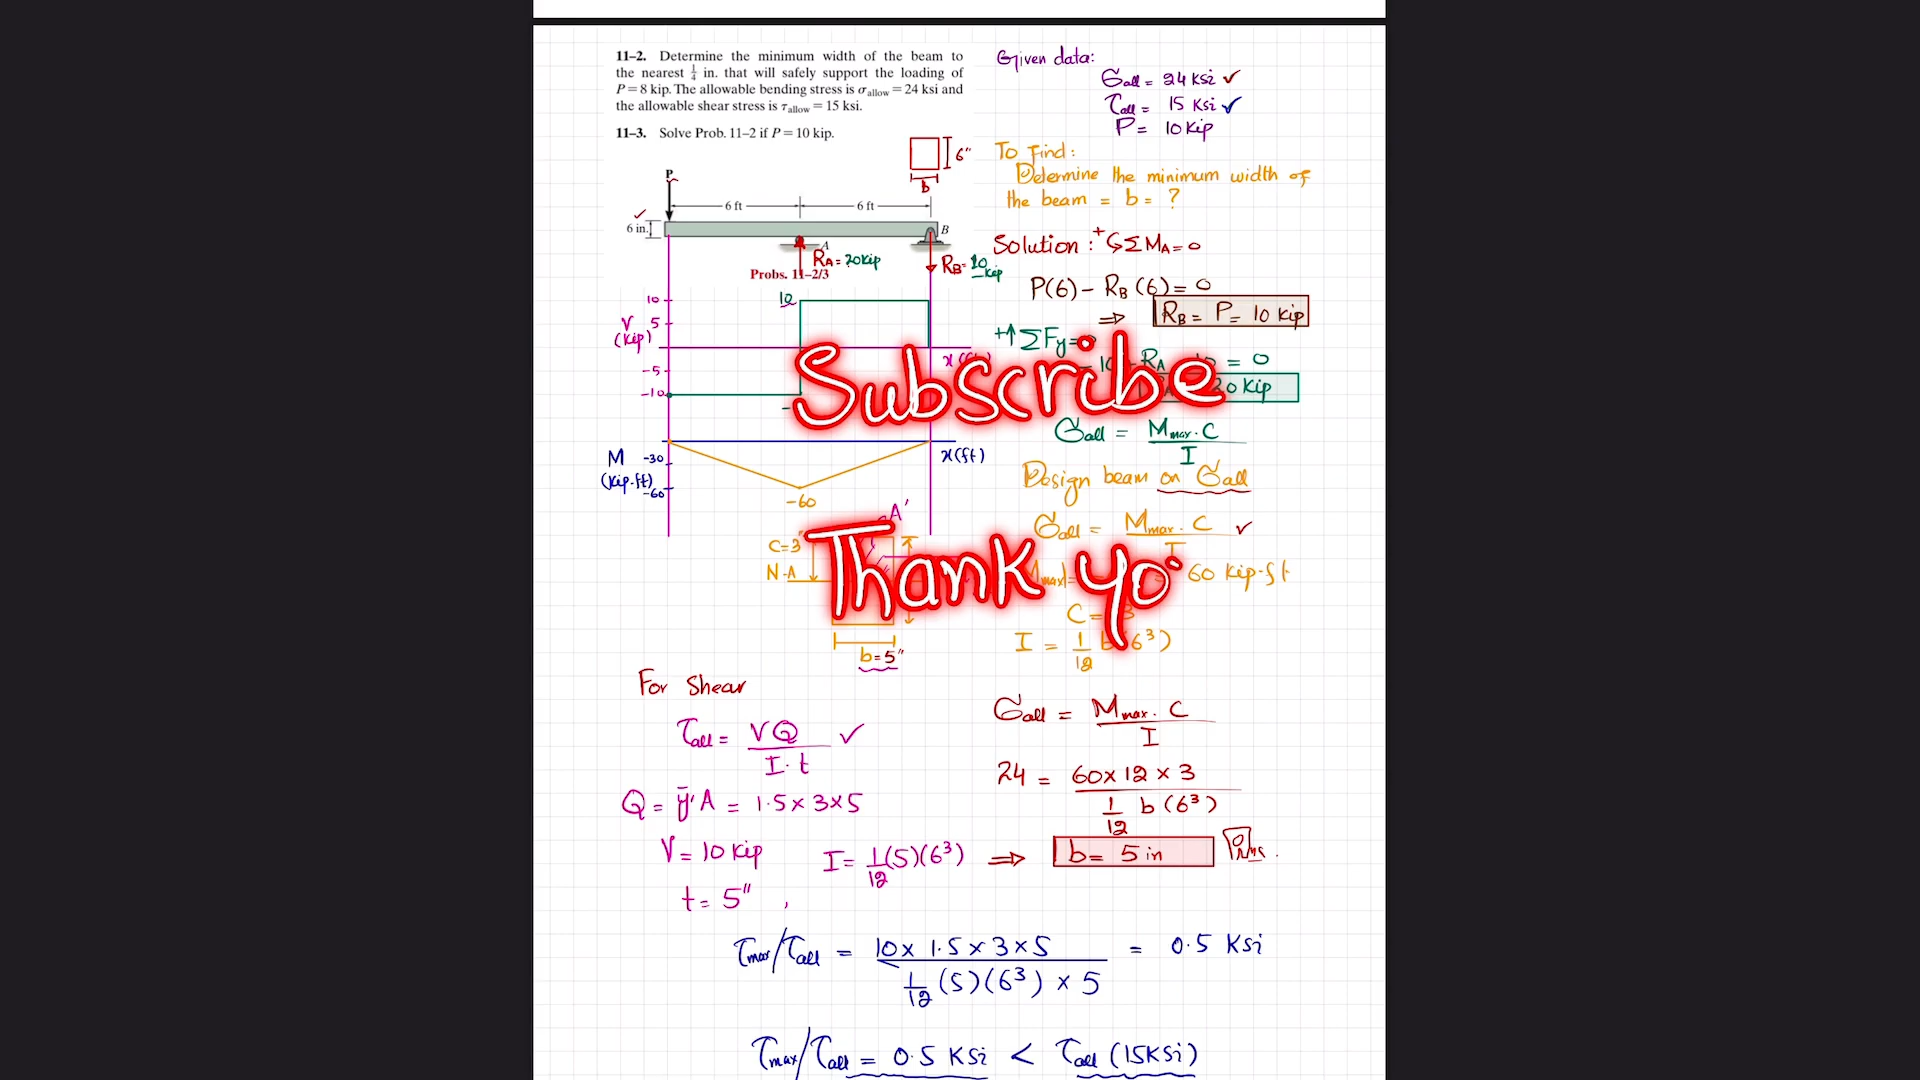 11–2. Determine the minimum width of the beam to
the nearest 1/4 in. that will safely support the loading of
P = 8 kip. The allowable bending stress is σallow = 24 ksi and
the allowable shear stress is τallow = 15 ksi.
11–3. Solve Prob. 11–2 if P = 10 kip.
6"
b
P
6 ft
6 ft
6 in.
A
B
RA = 20 kip
RB = 10 kip
Probs. 11–2/3
10
10
V 5
(kip)
-5
-10
x(ft)
M -30
(kip.ft)
-60
-60
A'
C=3"
N-A
b=5"
Given data:
σall = 24 ksi ✓
τall = 15 ksi ✓
P = 10 kip
To Find:
Determine the minimum width of
the beam = b = ?
Solution : +↺ΣMA = 0
P(6) - RB (6) = 0
⇒ RB = P = 10 kip
+↑ ΣFy = 0
= 0
20 kip
σall = Mmax . C / I
Design beam on σall
σall = Mmax . C / I ✓
60 kip-ft
C = 3
I = 1/12 b(6³)
Subscribe
Thank yo
For Shear
τall = VQ / I.t ✓
Q = ȳ'A = 1.5 x 3 x 5
V = 10 kip
I = 1/12 (5)(6³)
t = 5" ,
σall = Mmax . C / I
24 = 60 x 12 x 3 / 1/12 b(6³)
⇒ b = 5 in
τmax/τall = 10 x 1.5 x 3 x 5 / 1/12 (5)(6³) x 5 = 0.5 Ksi
τmax/τall = 0.5 Ksi < τall (15Ksi)